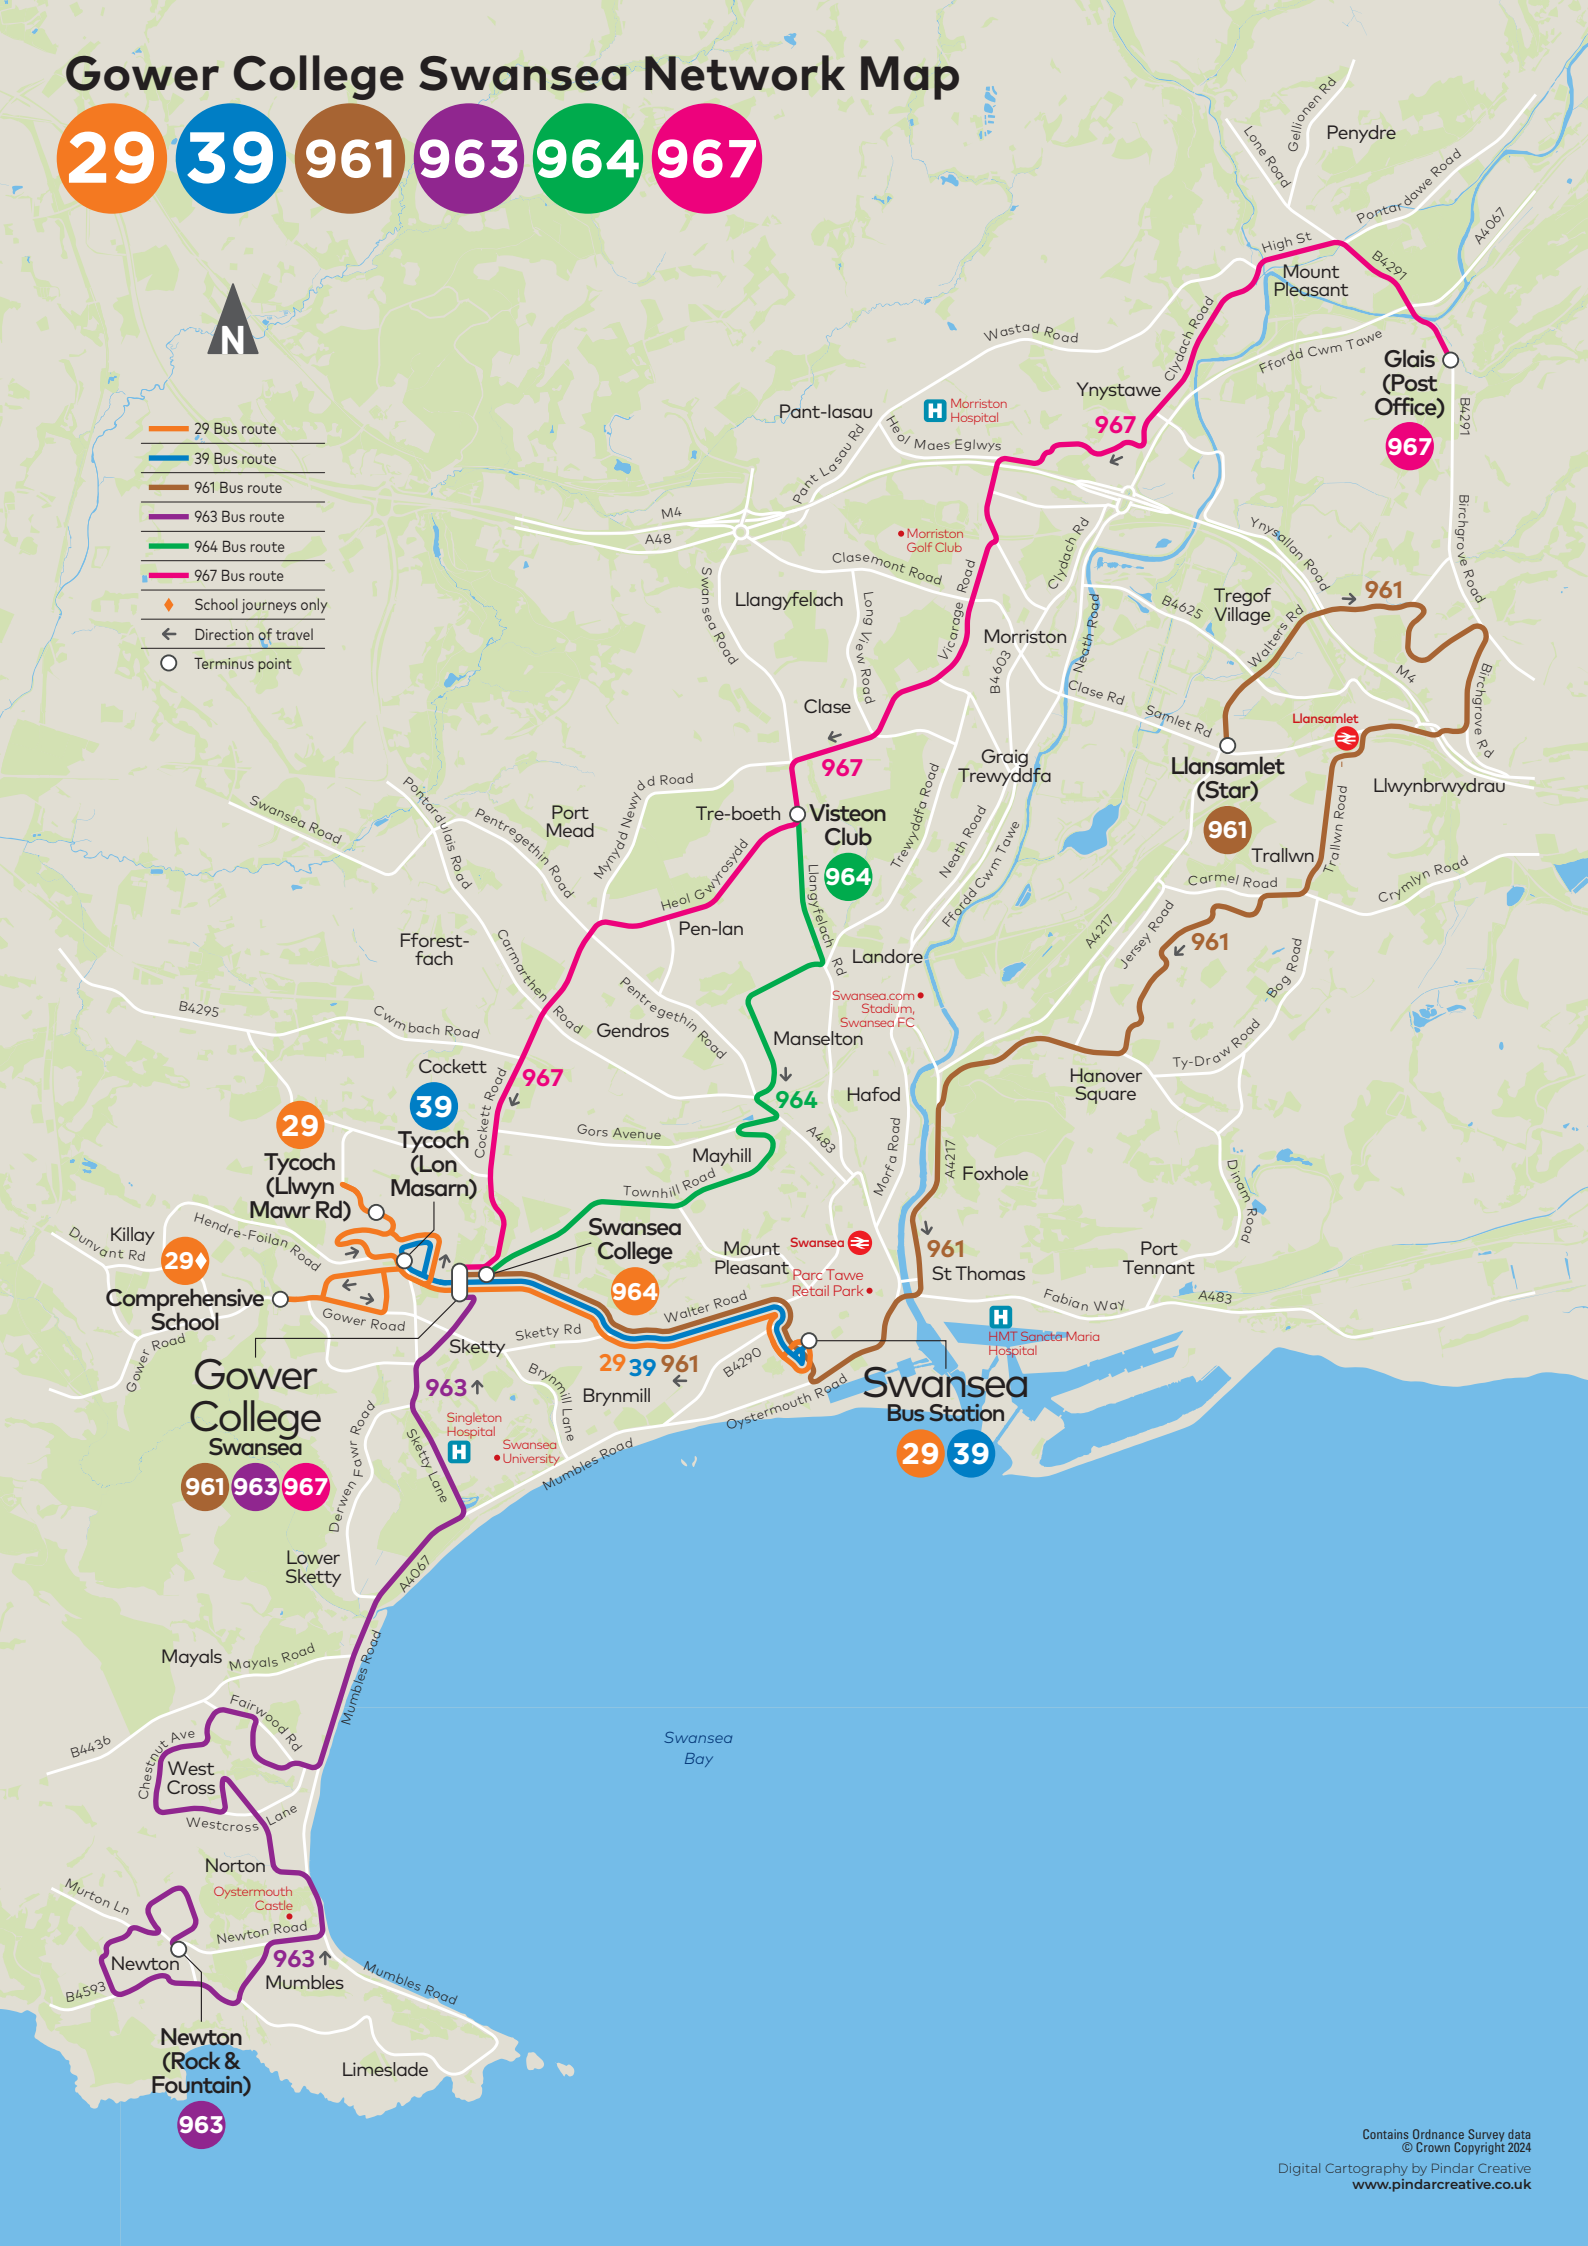 Gower College Swansea Network Map
29
39
961
963
964
967
N
29 Bus route
39 Bus route
961 Bus route
963 Bus route
964 Bus route
967 Bus route
School journeys only
Direction of travel
Terminus point
Gellionen Rd
Lone Road
Penydre
Pontardawe Road
A4067
High St
Mount
Pleasant
B4291
Clydach Road
Wastad Road
Ffordd Cwm Tawe
Glais
(Post
Office)
967
B4291
Ynystawe
967
Pant-Iasau
H
Morriston
Hospital
Heol Maes Eglwys
Pant Lasau Rd
M4
A48
Morriston
Golf Club
Clasemont Road
Clydach Rd
Ynysallan Road
Birchgrove Road
Swansea Road
Llangyfelach
Long View Road
Vicarage Road
Morriston
B4603
Neath Road
B4625
Tregof
Village
Walters Rd
961
M4
Birchgrove Rd
Clase Rd
Samlet Rd
Llansamlet
Clase
967
Graig
Trewyddfa
Llansamlet
(Star)
961
Llwynbrwydrau
Trallwn
Trallwn Road
Carmel Road
Crymlyn Road
Swansea Road
Pontardulais Road
Pentregethin Road
Port
Mead
Mynydd Newydd Road
Tre-boeth
Visteon
Club
964
Trewyddfa Road
Neath Road
Ffordd Cwm Tawe
Heol Gwyrosydd
Llangyfelach Rd
Pen-lan
Fforest-
fach
Carmarthen Road
Pentregethin Road
Gendros
Landore
Swansea.com
Stadium,
Swansea FC
A4217
Jersey Road
961
Bog Road
Ty-Draw Road
B4295
Cwmbach Road
Cockett
Manselton
967
964
Cockett Road
Hafod
Hanover
Square
39
Tycoch
(Lon
Masarn)
29
Tycoch
(Llwyn
Mawr Rd)
Gors Avenue
Mayhill
A483
Morfa Road
A4217
Foxhole
Dinam Road
Townhill Road
Killay
Dunvant Rd
29
Hendre-Foilan Road
Comprehensive
School
Gower Road
Gower Road
Swansea
College
964
Mount
Pleasant
Swansea
Parc Tawe
Retail Park
961
St Thomas
Port
Tennant
Fabian Way
A483
H
HMT Sancta Maria
Hospital
Walter Road
Sketty Rd
Sketty
29 39 961
B4290
Brynmill Lane
Brynmill
Oystermouth Road
Swansea
Bus Station
29
39
Gower
College
Swansea
961
963
967
963
Singleton
Hospital
H
Swansea
University
Sketty Lane
Derwen Fawr Road
Mumbles Road
Lower
Sketty
A4067
Mayals
Mayals Road
Mumbles Road
Fairwood Rd
B4436
Chestnut Ave
West
Cross
Westcross Lane
Swansea
Bay
Norton
Oystermouth
Castle
Murton Ln
Newton Road
Newton
963
Mumbles
Mumbles Road
B4593
Newton
(Rock &
Fountain)
963
Limeslade
Contains Ordnance Survey data
© Crown Copyright 2024
Digital Cartography by Pindar Creative
www.pindarcreative.co.uk